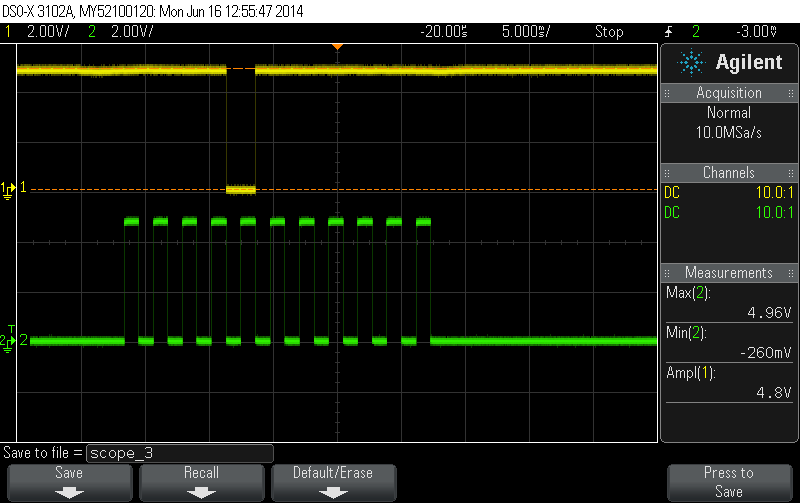 DSO-X 3102A, MY52100120: Mon Jun 16 12:55:47 2014
1 2.00V/ 2 2.00V/ -20.00s 5.000s/ Stop 2 -3.00V
Agilent
Acquisition
Normal
10.0MSa/s
Channels
DC 10.0:1
DC 10.0:1
Measurements
Max(2):
4.96V
Min(2):
-260mV
Ampl(1):
4.8V
1 1
T
2 2
Save to file = scope_3
Save
Recall
Default/Erase
Press to
Save